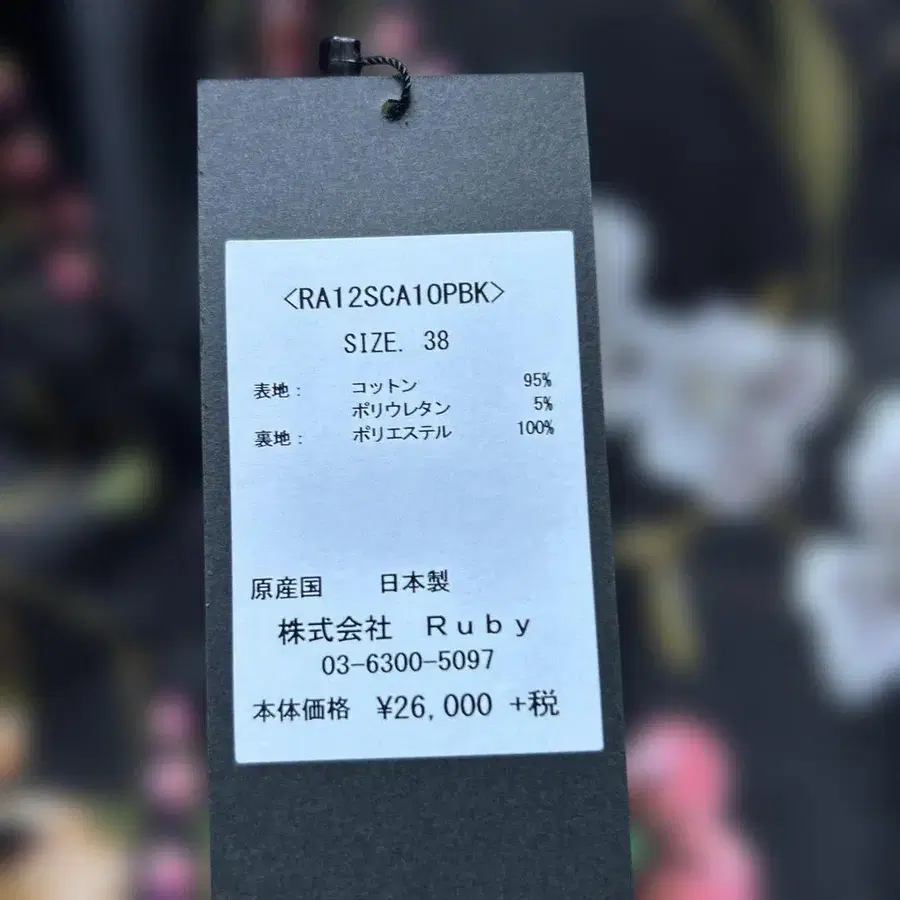 <RA12SCA10PBK>
SIZE. 38
表地： コットン 95%
ポリウレタン 5%
裏地： ポリエステル 100%
原産国 日本製
株式会社 Ｒｕｂｙ
03-6300-5097
本体価格 ¥26,000 +税